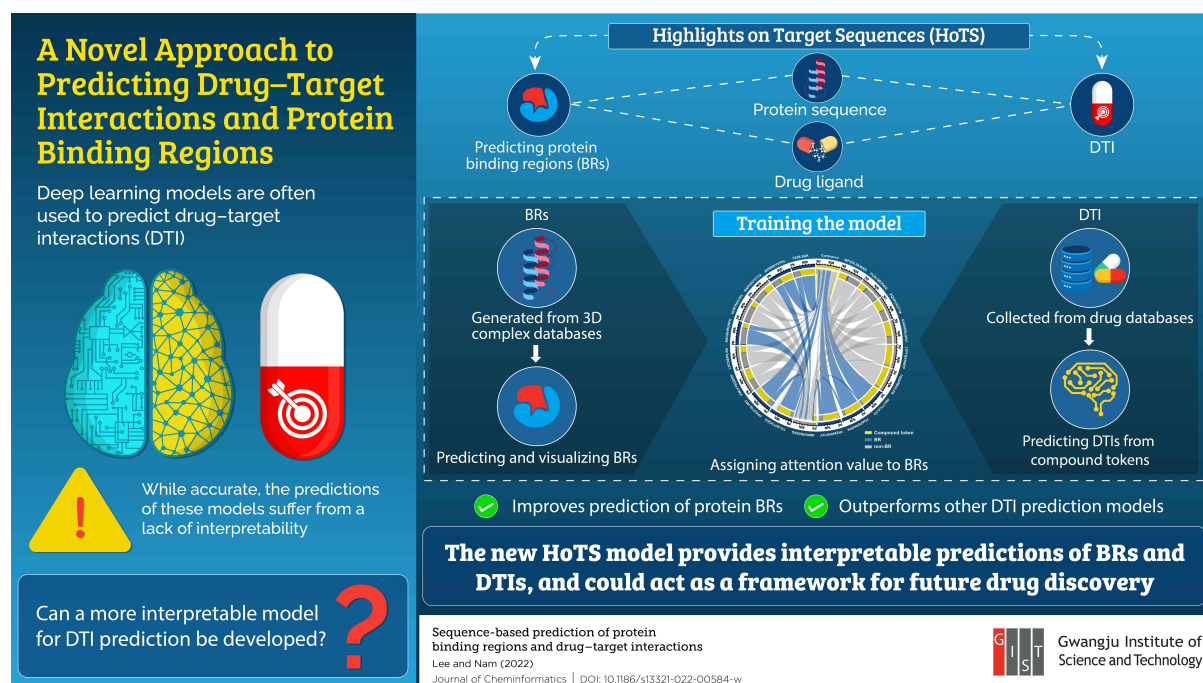 A Novel Approach to
Predicting Drug–Target
Interactions and Protein
Binding Regions
Deep learning models are often
used to predict drug–target
interactions (DTI)
While accurate, the predictions
of these models suffer from a
lack of interpretability
Can a more interpretable model
for DTI prediction be developed?
Highlights on Target Sequences (HoTS)
Predicting protein
binding regions (BRs)
Protein sequence
Drug ligand
DTI
BRs
Generated from 3D
complex databases
Predicting and visualizing BRs
Training the model
Compound token
BR
non-BR
Assigning attention value to BRs
DTI
Collected from drug databases
Predicting DTIs from
compound tokens
Improves prediction of protein BRs
Outperforms other DTI prediction models
The new HoTS model provides interpretable predictions of BRs and
DTIs, and could act as a framework for future drug discovery
Sequence-based prediction of protein
binding regions and drug–target interactions
Lee and Nam (2022)
Journal of Cheminformatics | DOI: 10.1186/s13321-022-00584-w
GIST
Gwangju Institute of
Science and Technology